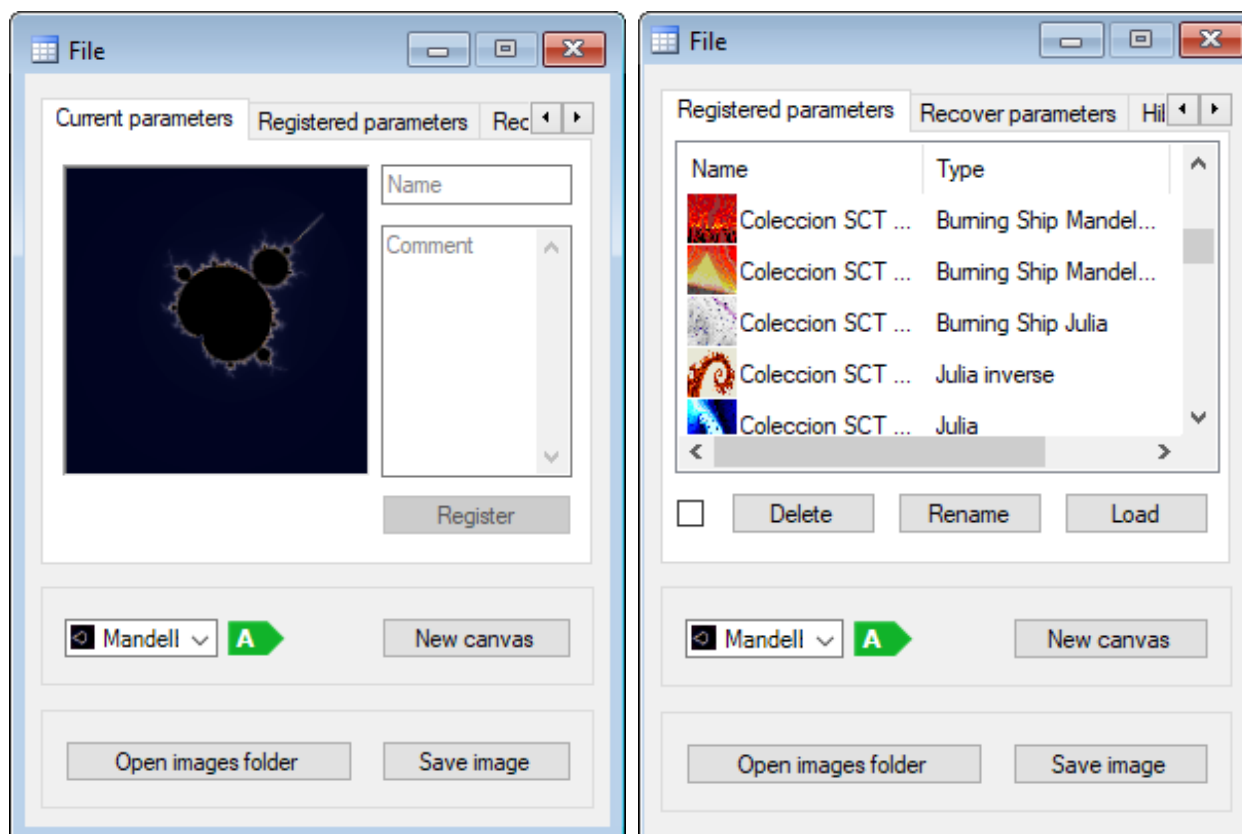 File
Current parameters Registered parameters Rec
Name
Comment
Register
Mandell A New canvas
Open images folder Save image
File
Registered parameters Recover parameters Hil
Name Type
Coleccion SCT ... Burning Ship Mandel...
Coleccion SCT ... Burning Ship Mandel...
Coleccion SCT ... Burning Ship Julia
Coleccion SCT ... Julia inverse
Coleccion SCT ... Julia
Delete Rename Load
Mandell A New canvas
Open images folder Save image